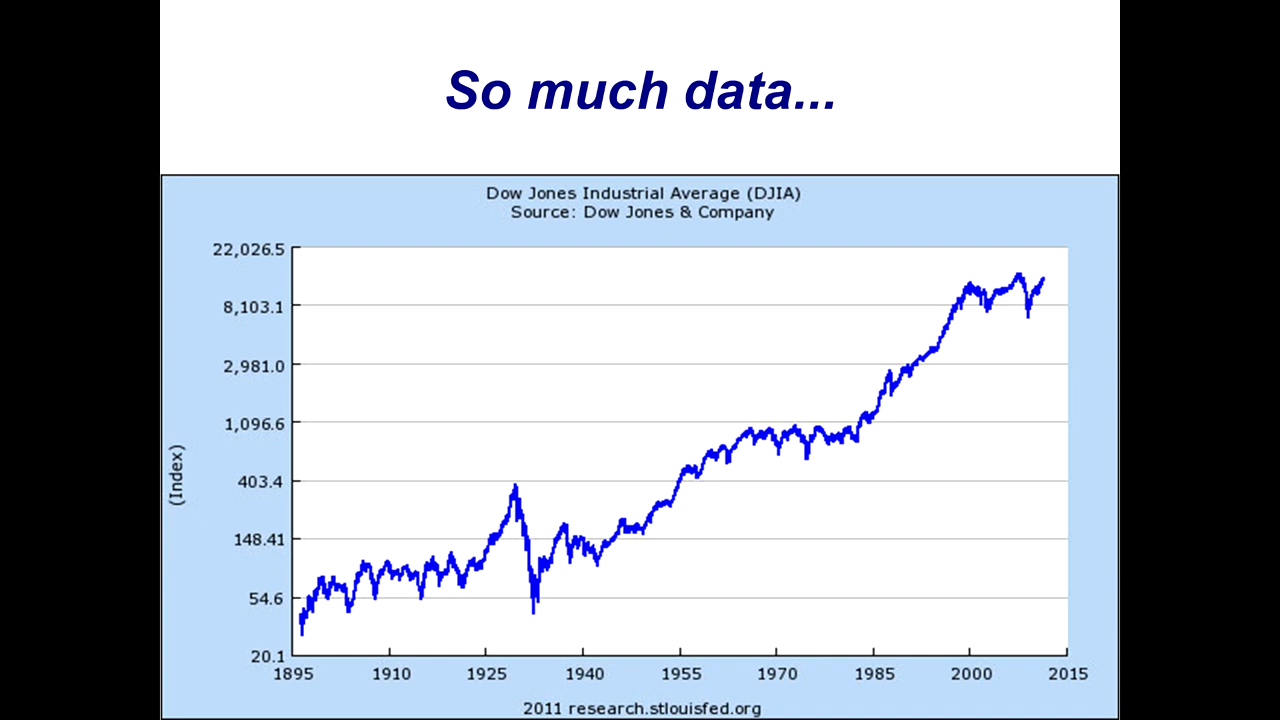 So much data...
Dow Jones Industrial Average (DJIA)
Source: Dow Jones & Company
22,026.5
8,103.1
2,981.0
1,096.6
403.4
148.41
54.6
20.1
(Index)
1895 1910 1925 1940 1955 1970 1985 2000 2015
2011 research.stlouisfed.org